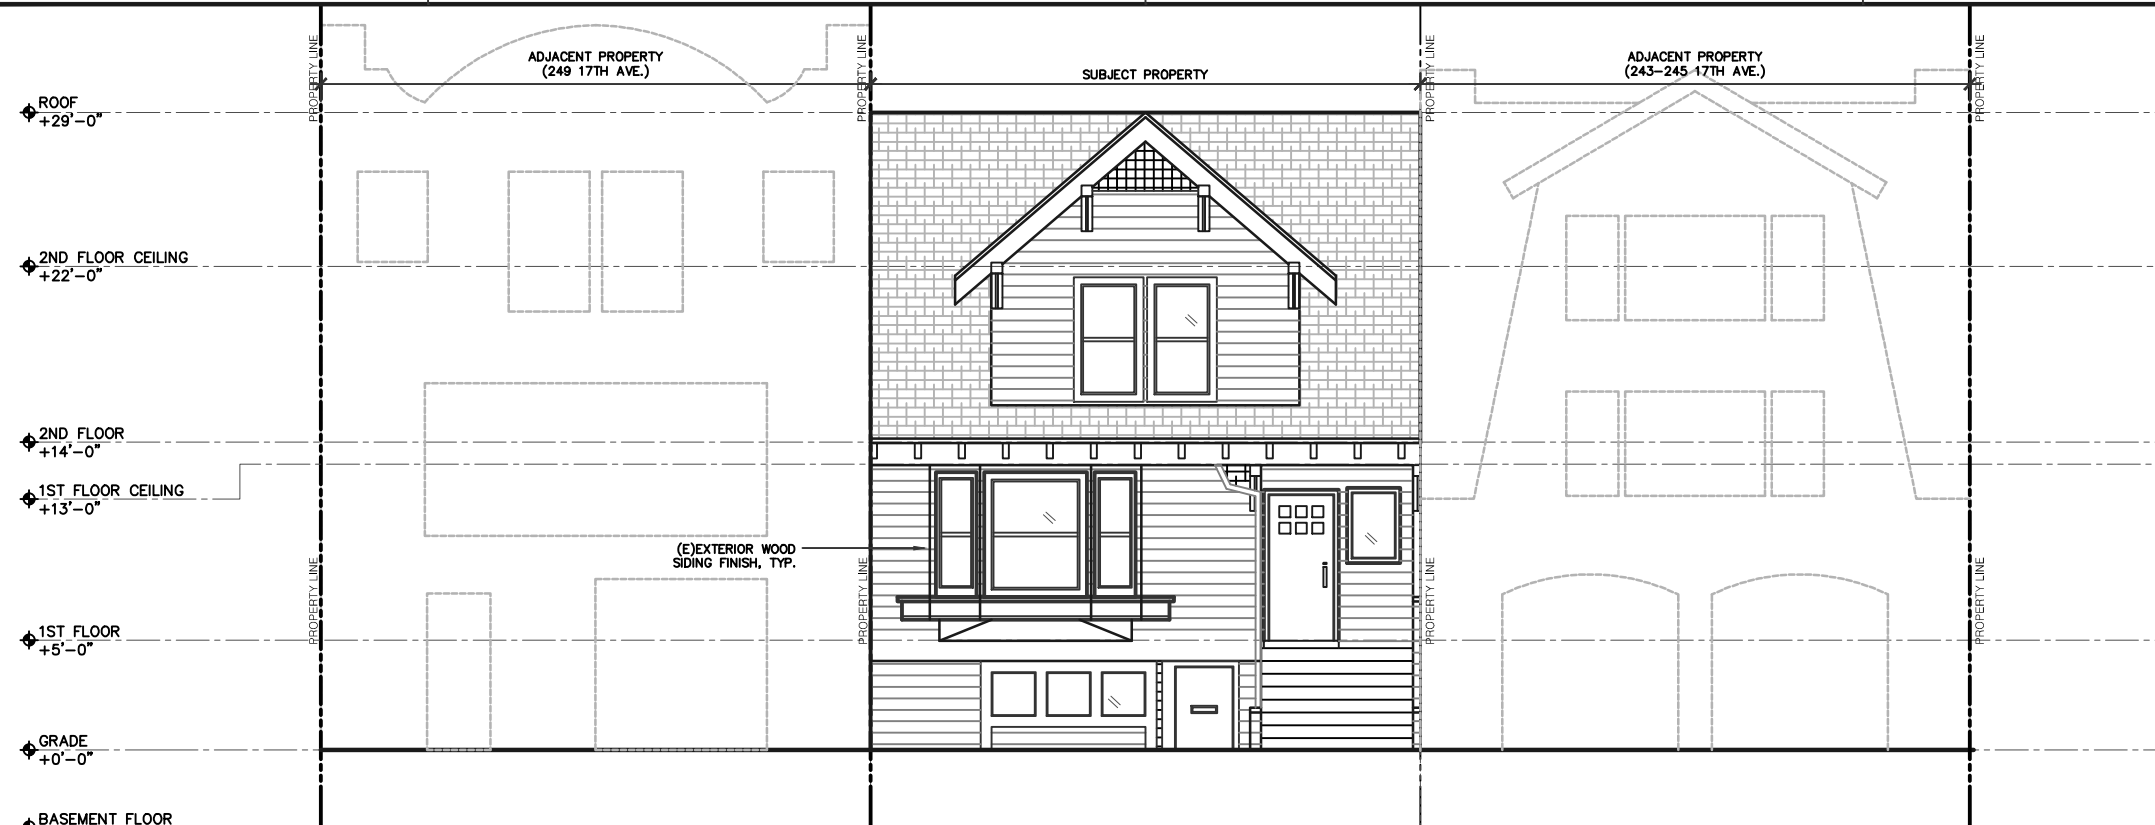 ADJACENT PROPERTY
(249 17TH AVE.)
SUBJECT PROPERTY
ADJACENT PROPERTY
(243-245 17TH AVE.)
PROPERTY LINE
PROPERTY LINE
PROPERTY LINE
PROPERTY LINE
ROOF
+29'-0"
2ND FLOOR CEILING
+22'-0"
2ND FLOOR
+14'-0"
1ST FLOOR CEILING
+13'-0"
(E)EXTERIOR WOOD
SIDING FINISH, TYP.
PROPERTY LINE
PROPERTY LINE
PROPERTY LINE
PROPERTY LINE
1ST FLOOR
+5'-0"
GRADE
+0'-0"
BASEMENT FLOOR